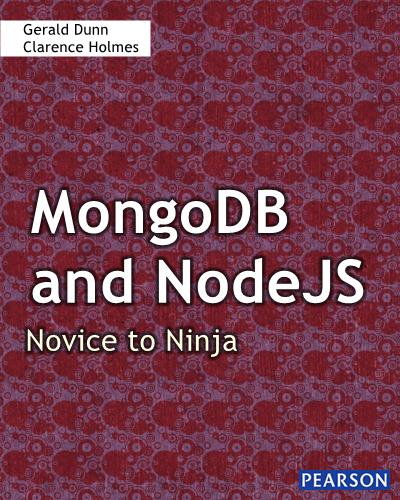 Gerald Dunn
Clarence Holmes
MongoDB
and NodeJS
Novice to Ninja
PEARSON